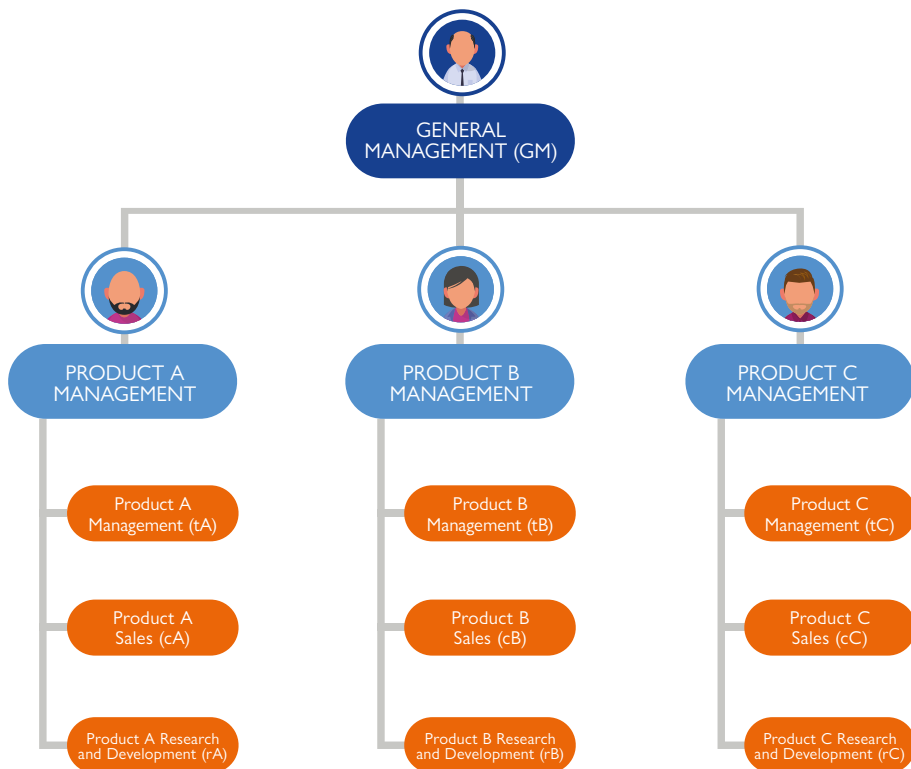 GENERAL
MANAGEMENT (GM)
PRODUCT A
MANAGEMENT
PRODUCT B
MANAGEMENT
PRODUCT C
MANAGEMENT
Product A
Management (tA)
Product B
Management (tB)
Product C
Management (tC)
Product A
Sales (cA)
Product B
Sales (cB)
Product C
Sales (cC)
Product A Research
and Development (rA)
Product B Research
and Development (rB)
Product C Research
and Development (rC)